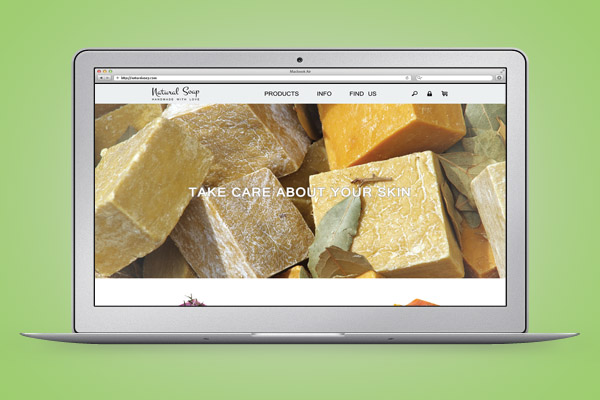 Macbook Air
http://naturalsoap.com
Natural Soap
HANDMADE WITH LOVE
PRODUCTS INFO FIND US
TAKE CARE ABOUT YOUR SKIN